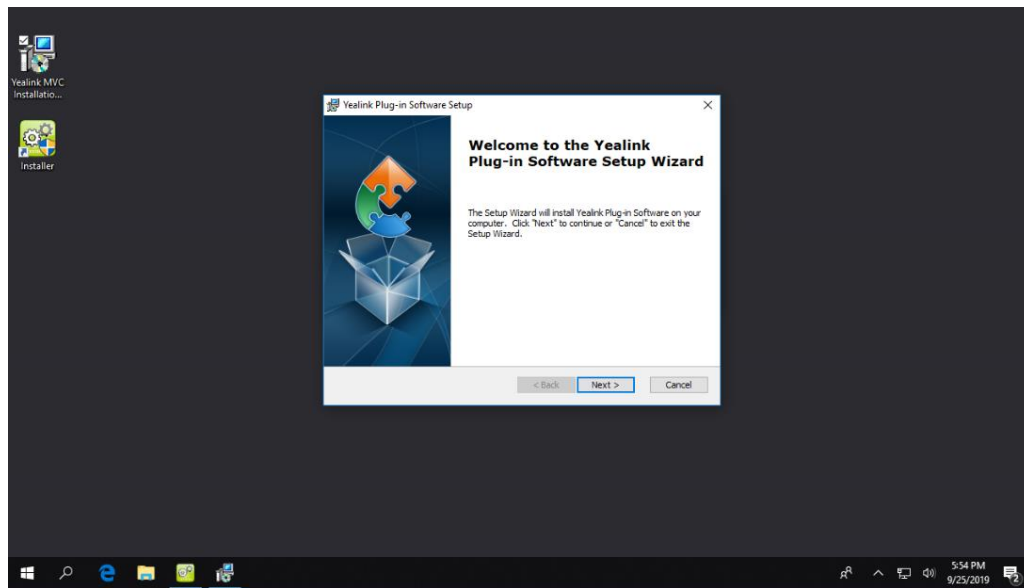 Yealink MVC
Installatio...
Installer
Yealink Plug-in Software Setup
Welcome to the Yealink
Plug-in Software Setup Wizard
The Setup Wizard will install Yealink Plug-in Software on your
computer. Click "Next" to continue or "Cancel" to exit the
Setup Wizard.
< Back
Next >
Cancel
5:54 PM
9/25/2019
2